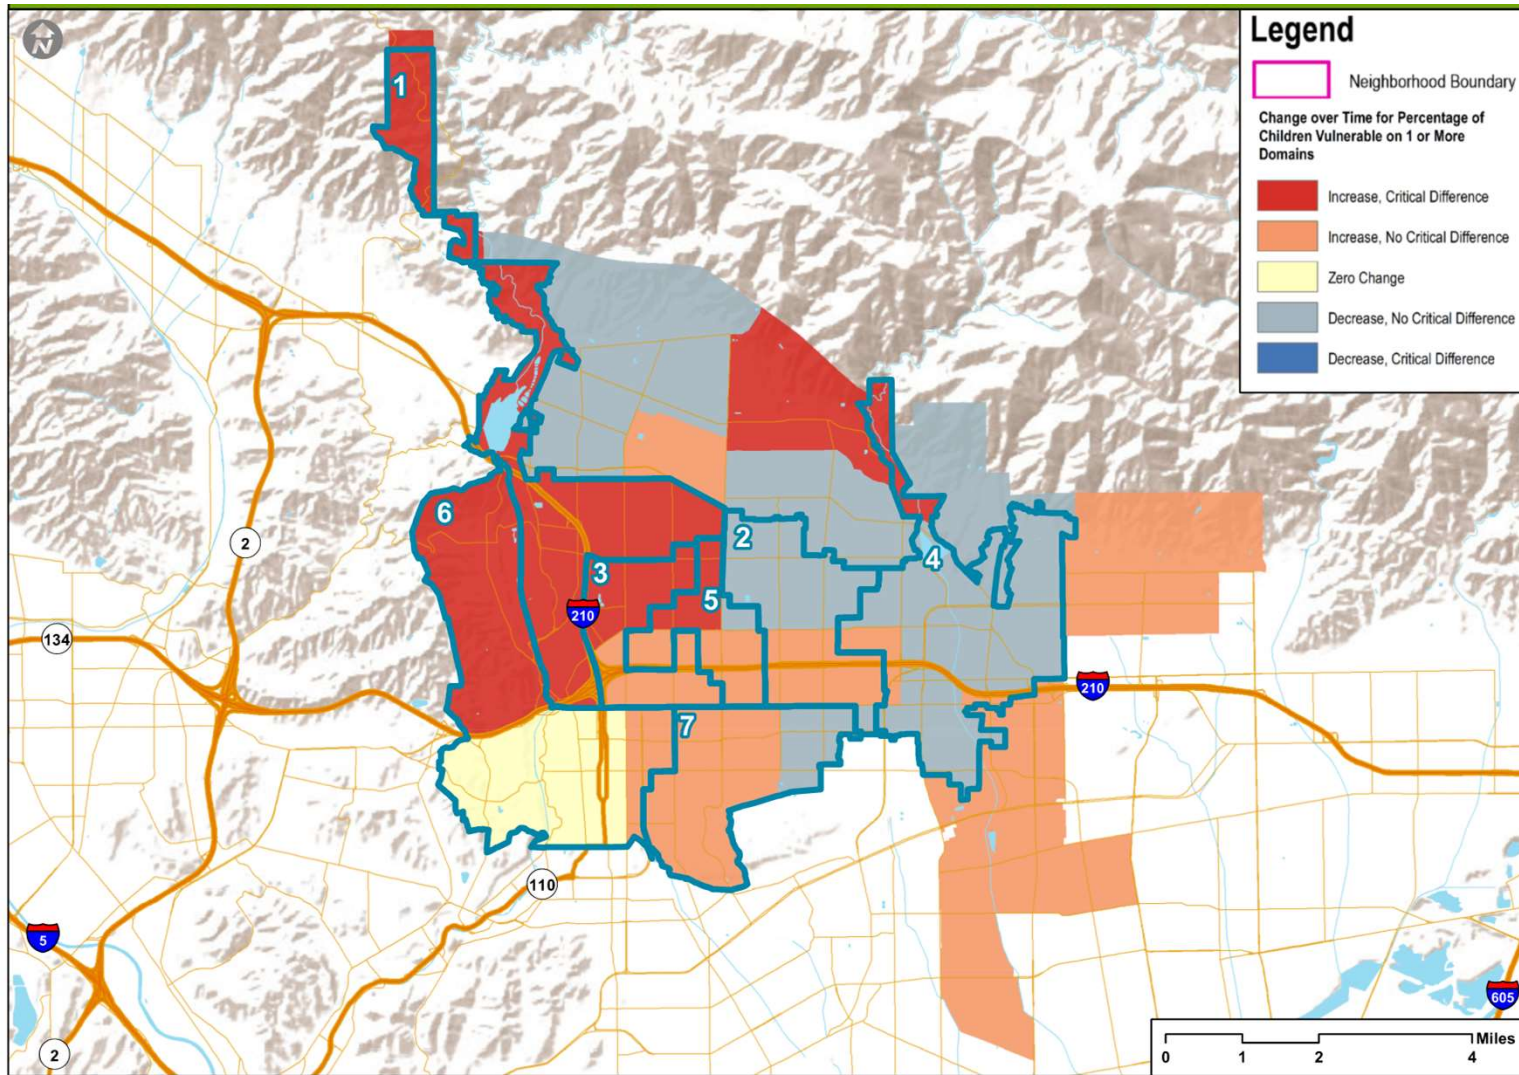 N
Legend
Neighborhood Boundary
Change over Time for Percentage of
Children Vulnerable on 1 or More
Domains
Increase, Critical Difference
Increase, No Critical Difference
Zero Change
Decrease, No Critical Difference
Decrease, Critical Difference
1
6
2
2
4
3
5
210
134
210
7
110
5
605
2
Miles
0 1 2 4